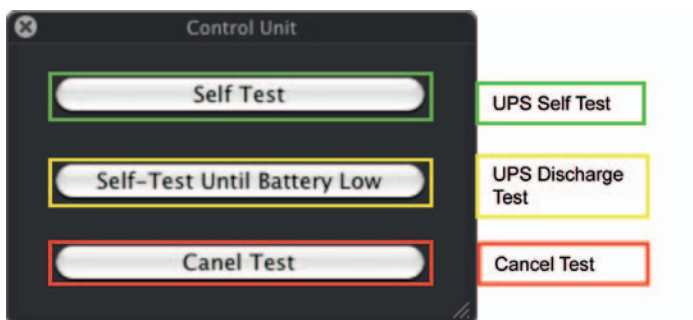 Control Unit
Self Test
UPS Self Test
Self-Test Until Battery Low
UPS Discharge
Test
Canel Test
Cancel Test